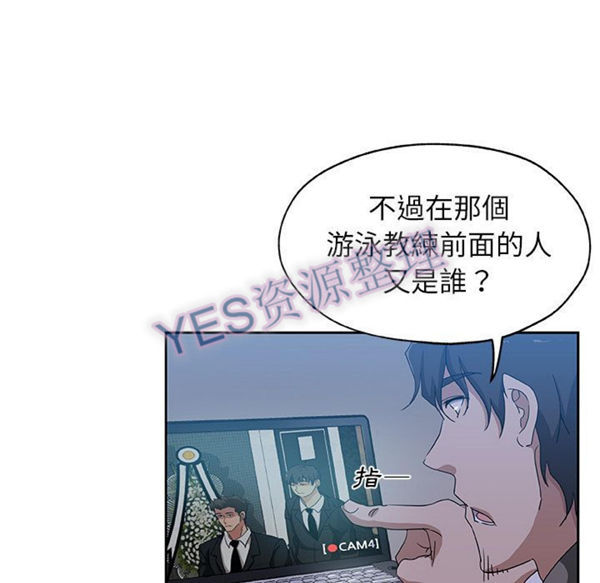 不過在那個
游泳教練前面的人
又是誰？
YES资源整理
指—
[●CAM4]